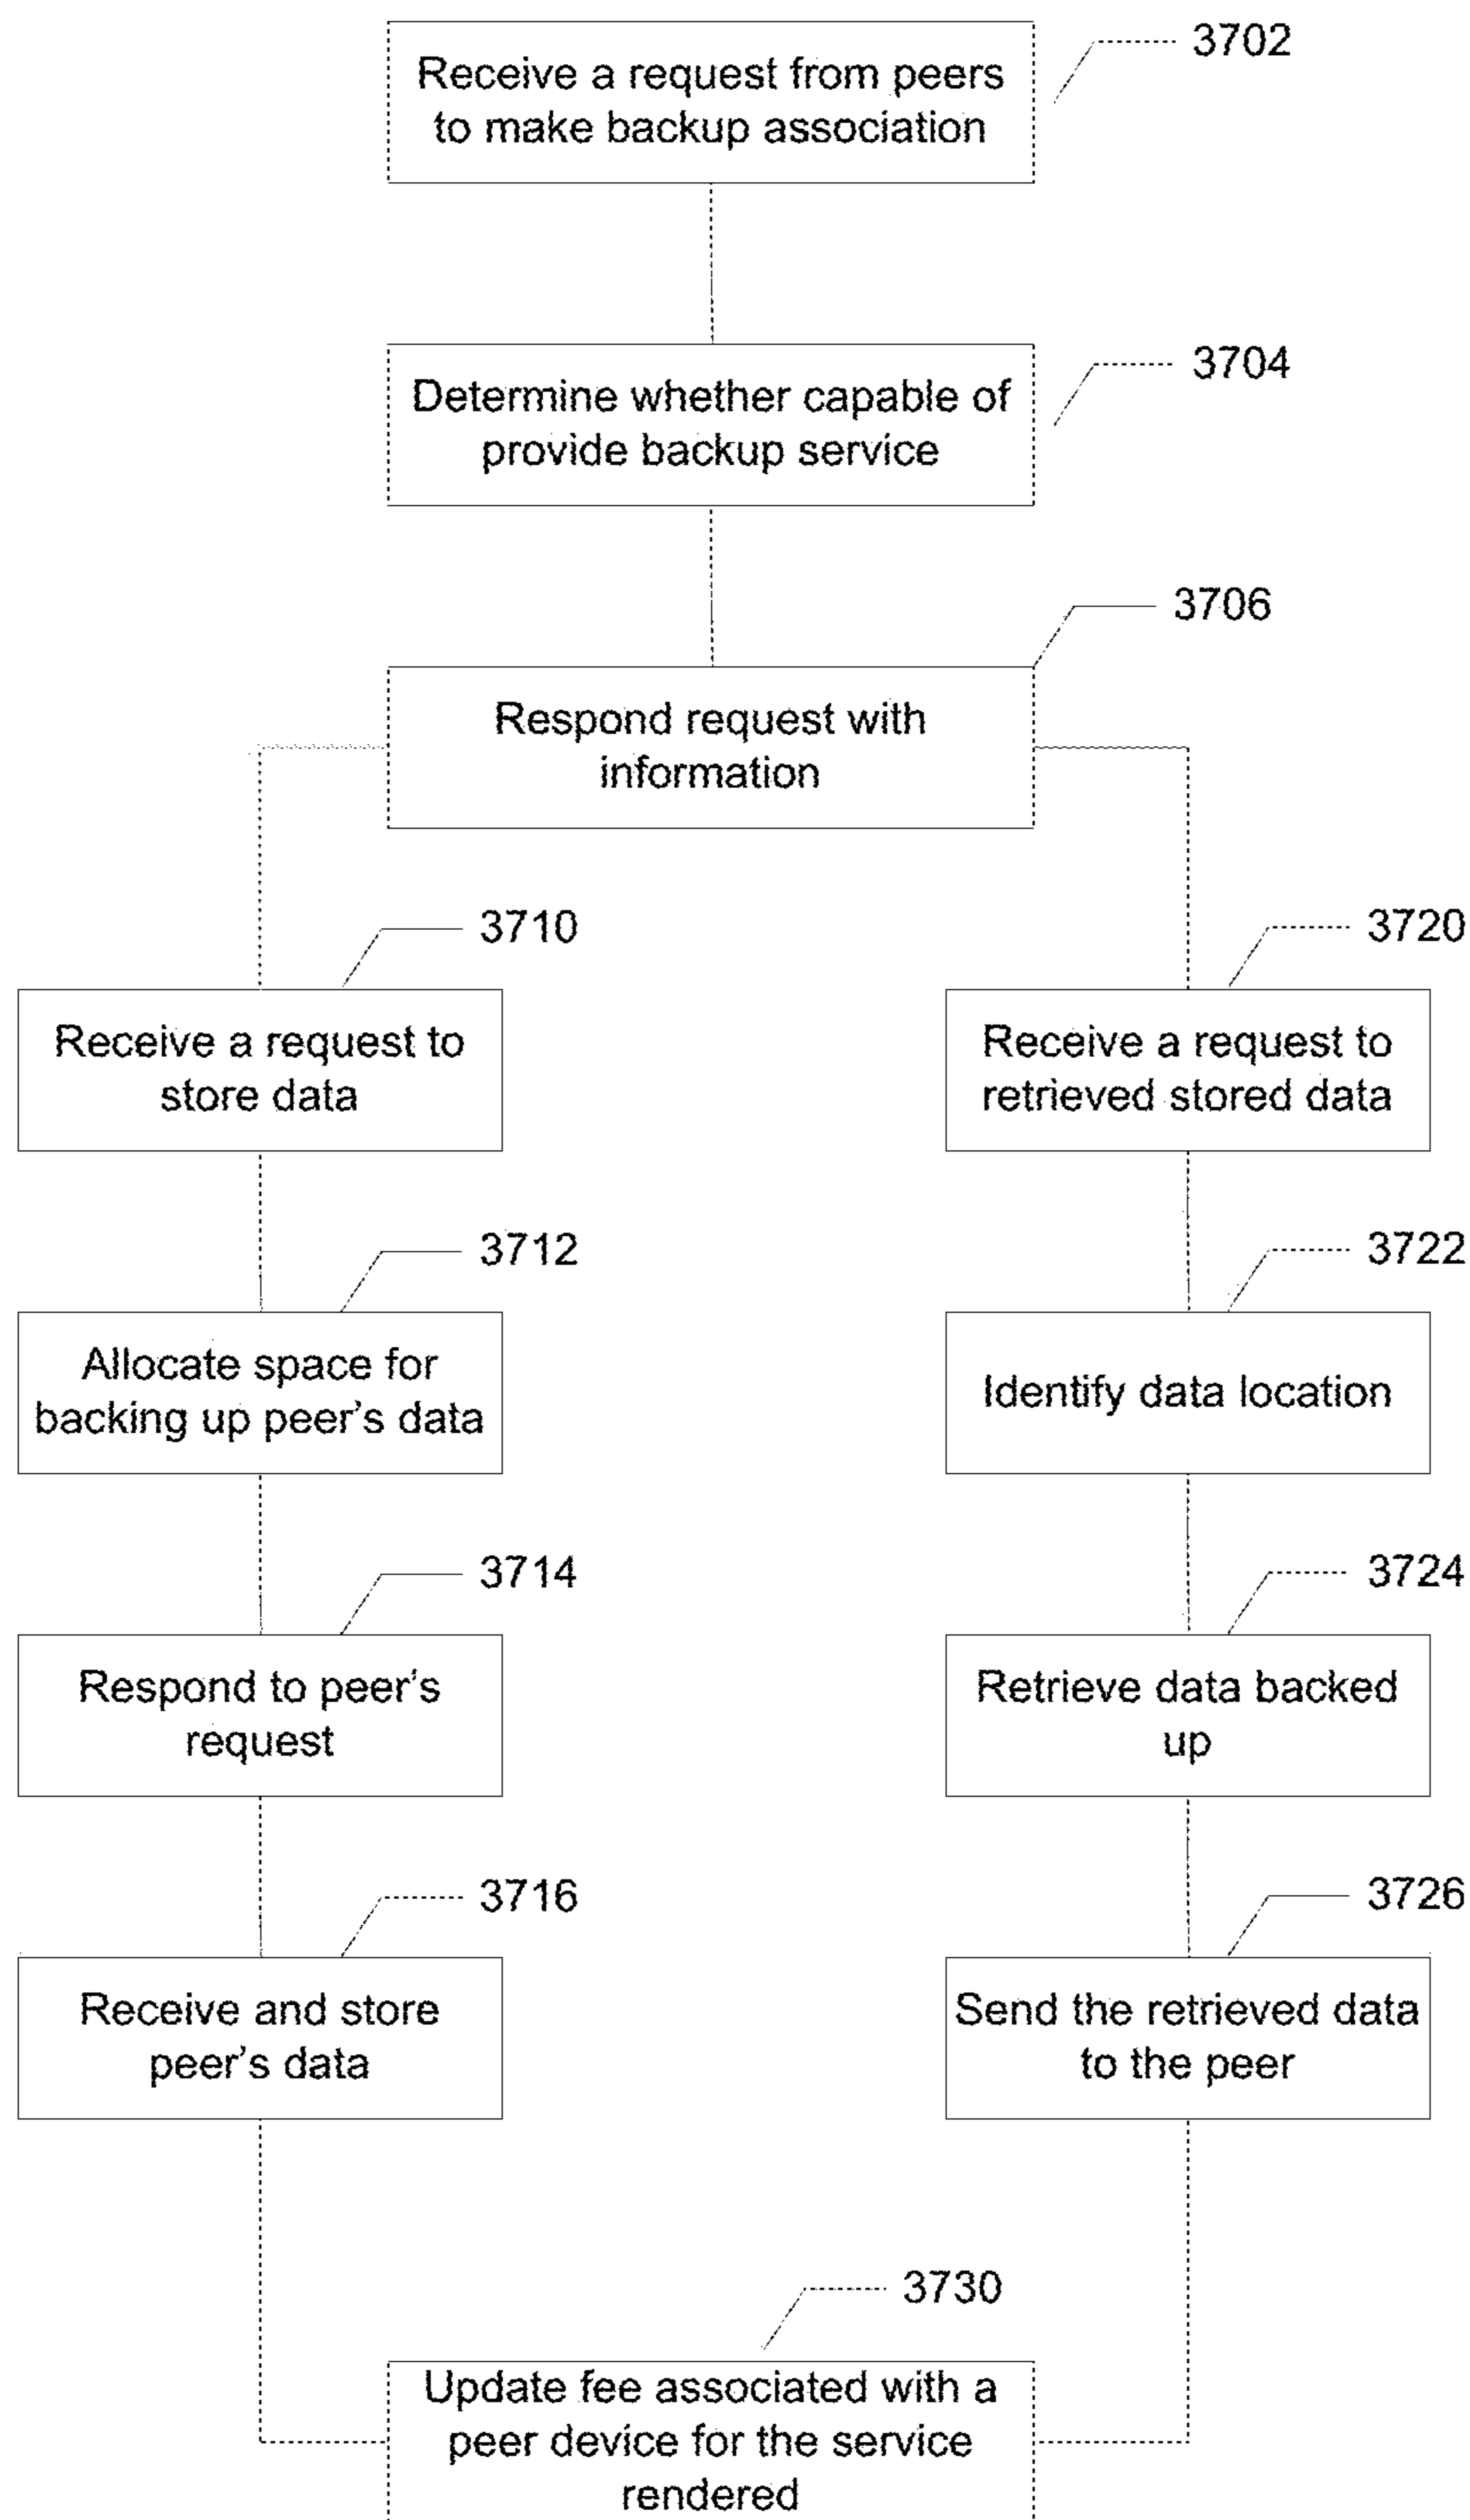 3702
Receive a request from peers
to make backup association
3704
Determine whether capable of
provide backup service
3706
Respond request with
information
3710
Receive a request to
store data
3712
Allocate space for
backing up peer's data
3714
Respond to peer's
request
3716
Receive and store
peer's data
3720
Receive a request to
retrieved stored data
3722
Identify data location
3724
Retrieve data backed
up
3726
Send the retrieved data
to the peer
3730
Update fee associated with a
peer device for the service
rendered